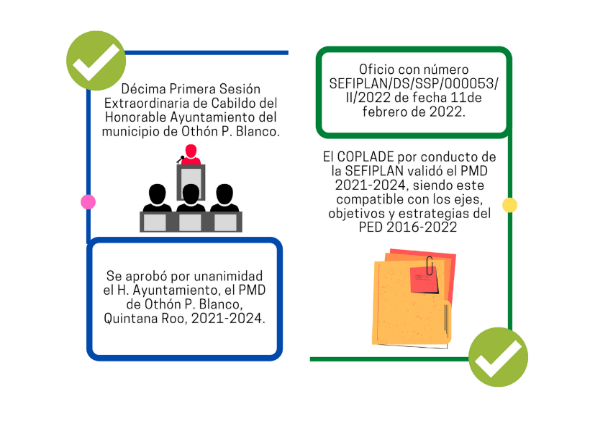 Décima Primera Sesión
Extraordinaria de Cabildo del
Honorable Ayuntamiento del
municipio de Othón P. Blanco.
Se aprobó por unanimidad
el H. Ayuntamiento, el PMD
de Othón P. Blanco,
Quintana Roo, 2021-2024.
Oficio con número
SEFIPLAN/DS/SSP/000053/
II/2022 de fecha 11de
febrero de 2022.
El COPLADE por conducto de
la SEFIPLAN validó el PMD
2021-2024, siendo este
compatible con los ejes,
objetivos y estrategias del
PED 2016-2022